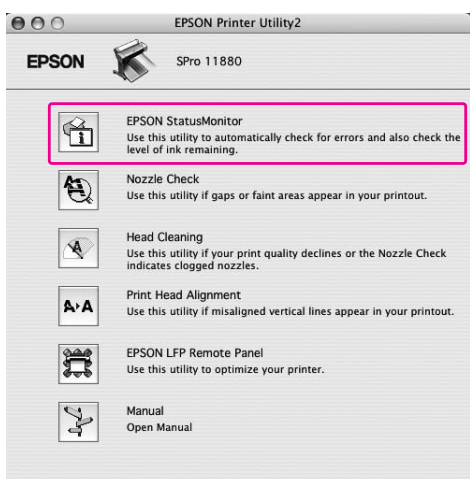 EPSON Printer Utility2
EPSON
SPro 11880
EPSON StatusMonitor
Use this utility to automatically check for errors and also check the
level of ink remaining.
Nozzle Check
Use this utility if gaps or faint areas appear in your printout.
Head Cleaning
Use this utility if your print quality declines or the Nozzle Check
indicates clogged nozzles.
A›A
Print Head Alignment
Use this utility if misaligned vertical lines appear in your printout.
EPSON LFP Remote Panel
Use this utility to optimize your printer.
Manual
Open Manual